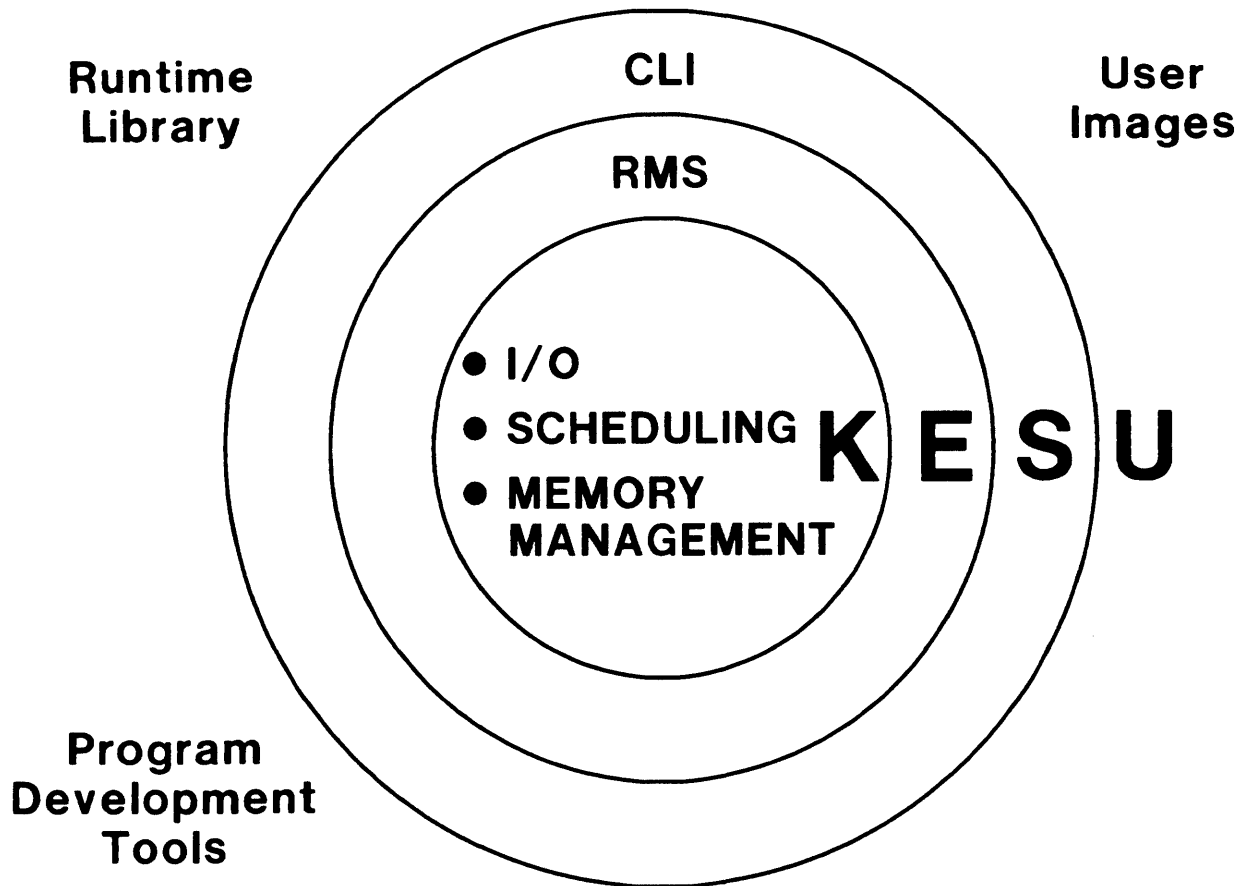 Runtime
Library
CLI
User
Images
RMS
● I/O
● SCHEDULING
● MEMORY
MANAGEMENT
K E S U
Program
Development
Tools